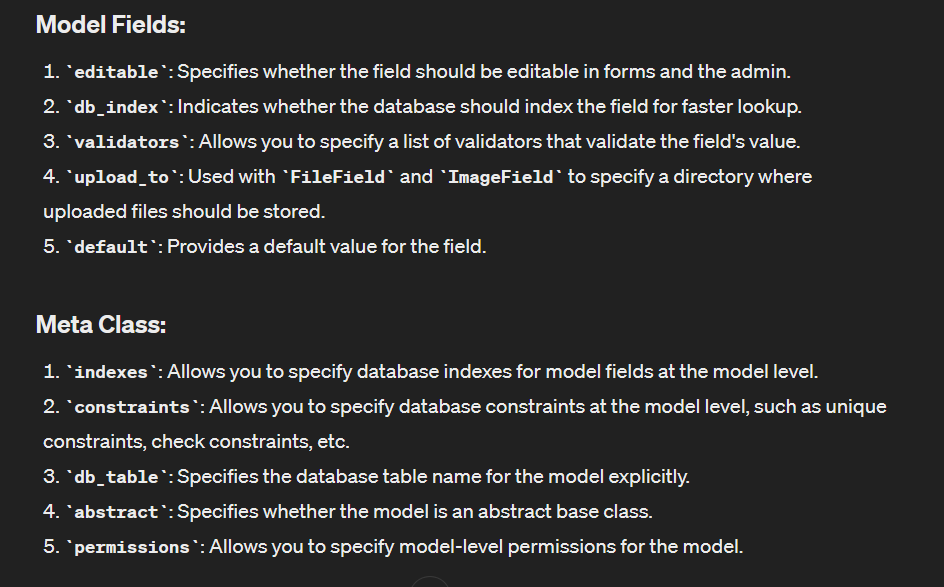 Model Fields:
1. `editable`: Specifies whether the field should be editable in forms and the admin.
2. `db_index`: Indicates whether the database should index the field for faster lookup.
3. `validators`: Allows you to specify a list of validators that validate the field's value.
4. `upload_to`: Used with `FileField` and `ImageField` to specify a directory where
uploaded files should be stored.
5. `default`: Provides a default value for the field.
Meta Class:
1. `indexes`: Allows you to specify database indexes for model fields at the model level.
2. `constraints`: Allows you to specify database constraints at the model level, such as unique
constraints, check constraints, etc.
3. `db_table`: Specifies the database table name for the model explicitly.
4. `abstract`: Specifies whether the model is an abstract base class.
5. `permissions`: Allows you to specify model-level permissions for the model.